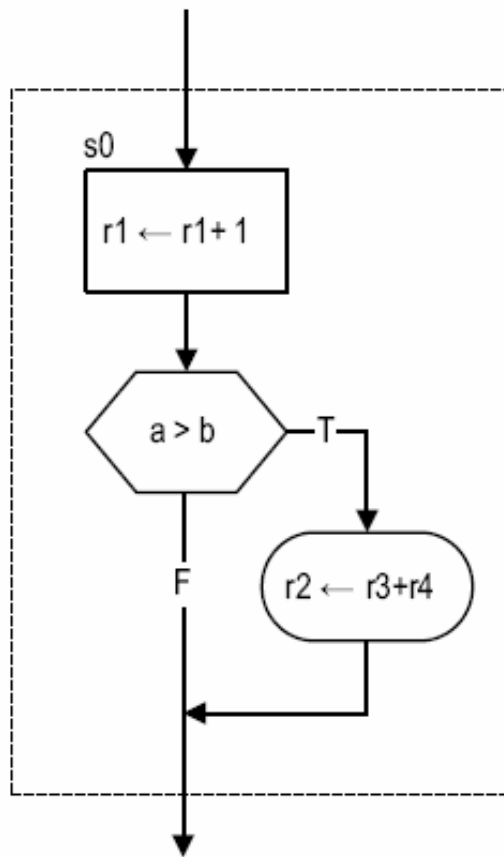 s0
r1 ← r1+ 1
a > b
T
F
r2 ← r3+r4